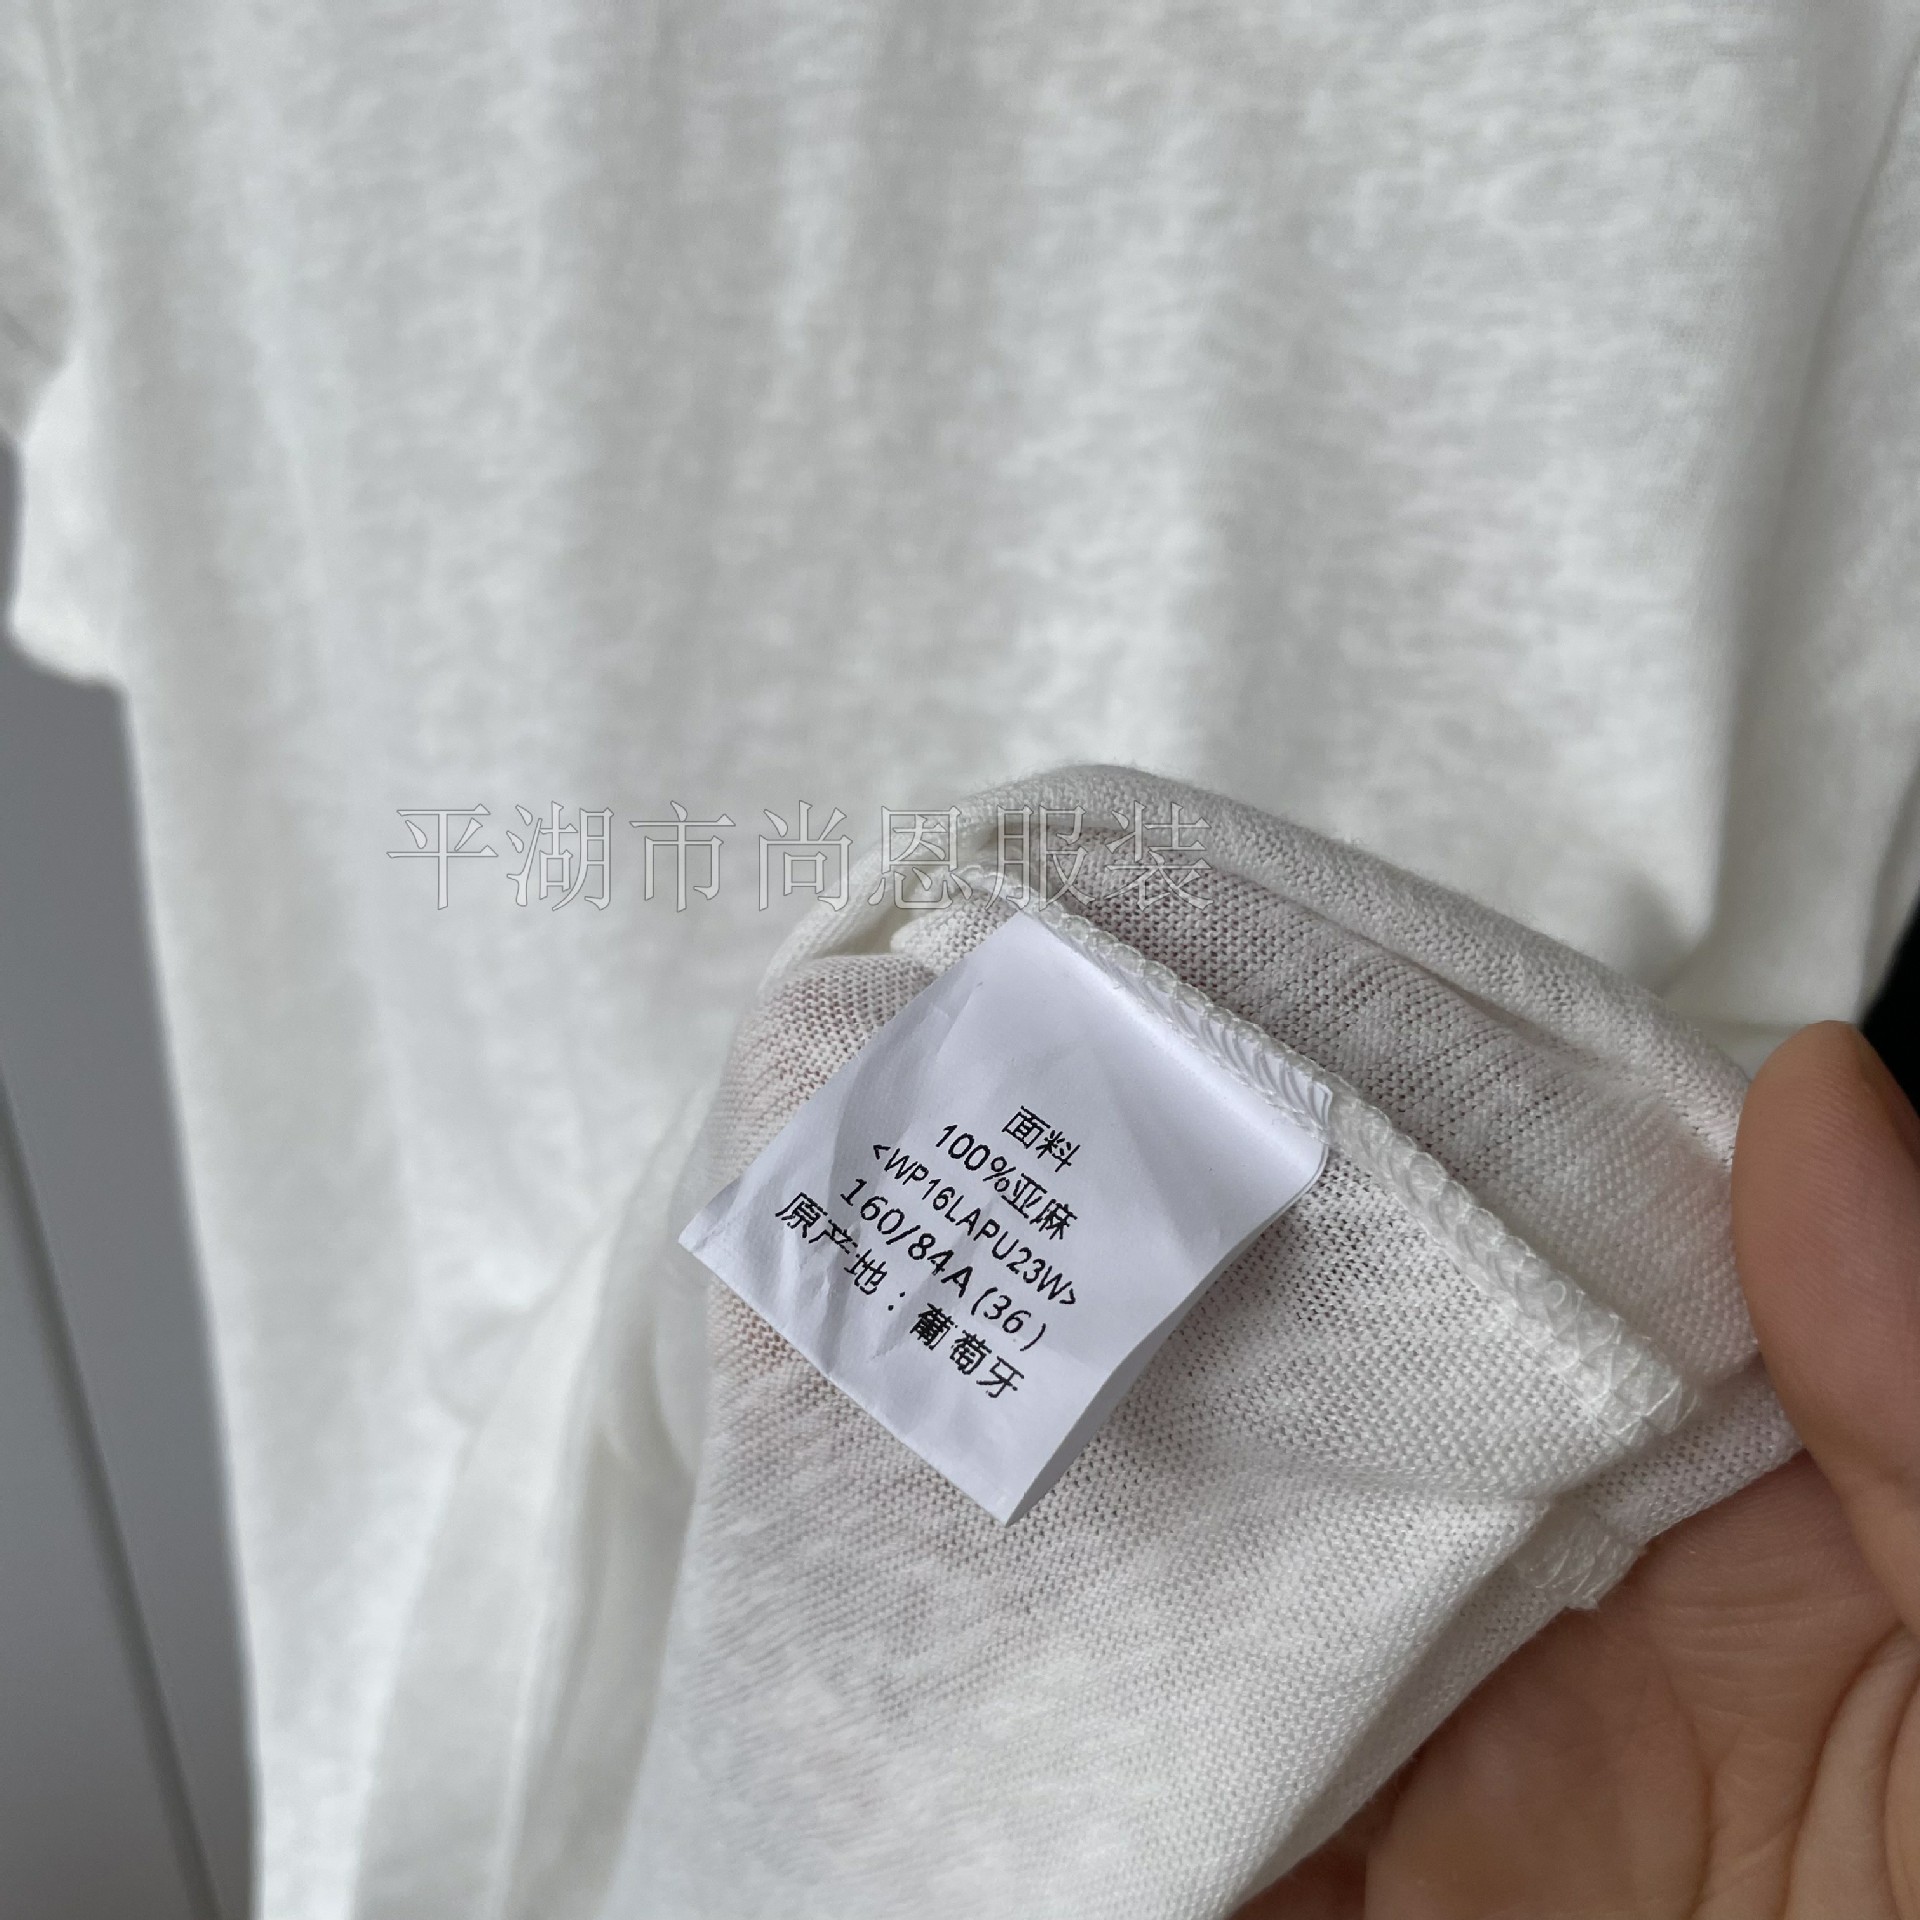 平湖市尚恩服装
面料
100%亚麻
<WP16LAPU23W>
160/84A(36)
原产地：葡萄牙